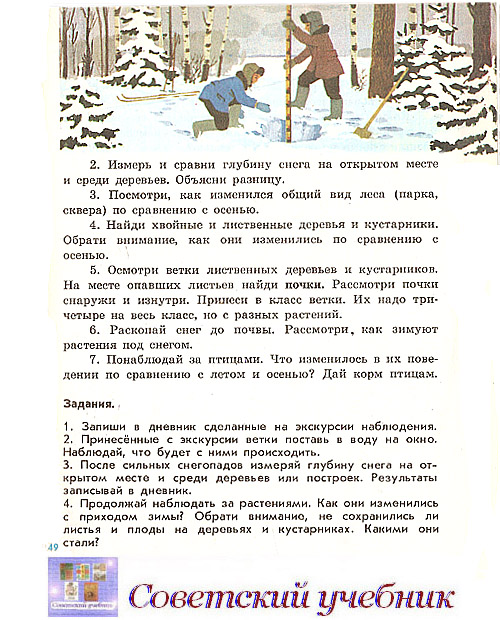 2. Измерь и сравни глубину снега на открытом месте
и среди деревьев. Объясни разницу.
3. Посмотри, как изменился общий вид леса (парка,
сквера) по сравнению с осенью.
4. Найди хвойные и лиственные деревья и кустарники.
Обрати внимание, как они изменились по сравнению с
осенью.
5. Осмотри ветки лиственных деревьев и кустарников.
На месте опавших листьев найди почки. Рассмотри почки
снаружи и изнутри. Принеси в класс ветки. Их надо три-
четыре на весь класс, но с разных растений.
6. Раскопай снег до почвы. Рассмотри, как зимуют
растения под снегом.
7. Понаблюдай за птицами. Что изменилось в их пове-
дении по сравнению с летом и осенью? Дай корм птицам.
Задания.
1. Запиши в дневник сделанные на экскурсии наблюдения.
2. Принесённые с экскурсии ветки поставь в воду на окно.
Наблюдай, что будет с ними происходить.
3. После сильных снегопадов измеряй глубину снега на от-
крытом месте и среди деревьев или построек. Результаты
записывай в дневник.
4. Продолжай наблюдать за растениями. Как они изменились
с приходом зимы? Обрати внимание, не сохранились ли
листья и плоды на деревьях и кустарниках. Какими они
стали?
49
Советский учебник
Советский учебник